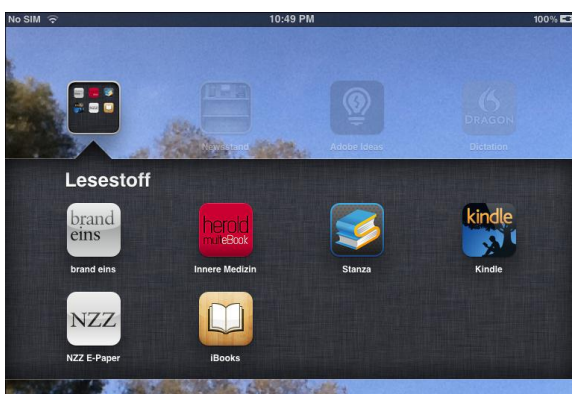 No SIM 10:49 PM 100%
Newsstand Adobe Ideas Dictation
DRAGON
Lesestoff
brand
eins
herold
multieBook
kindle
brand eins Innere Medizin Stanza Kindle
NZZ
NZZ E-Paper iBooks